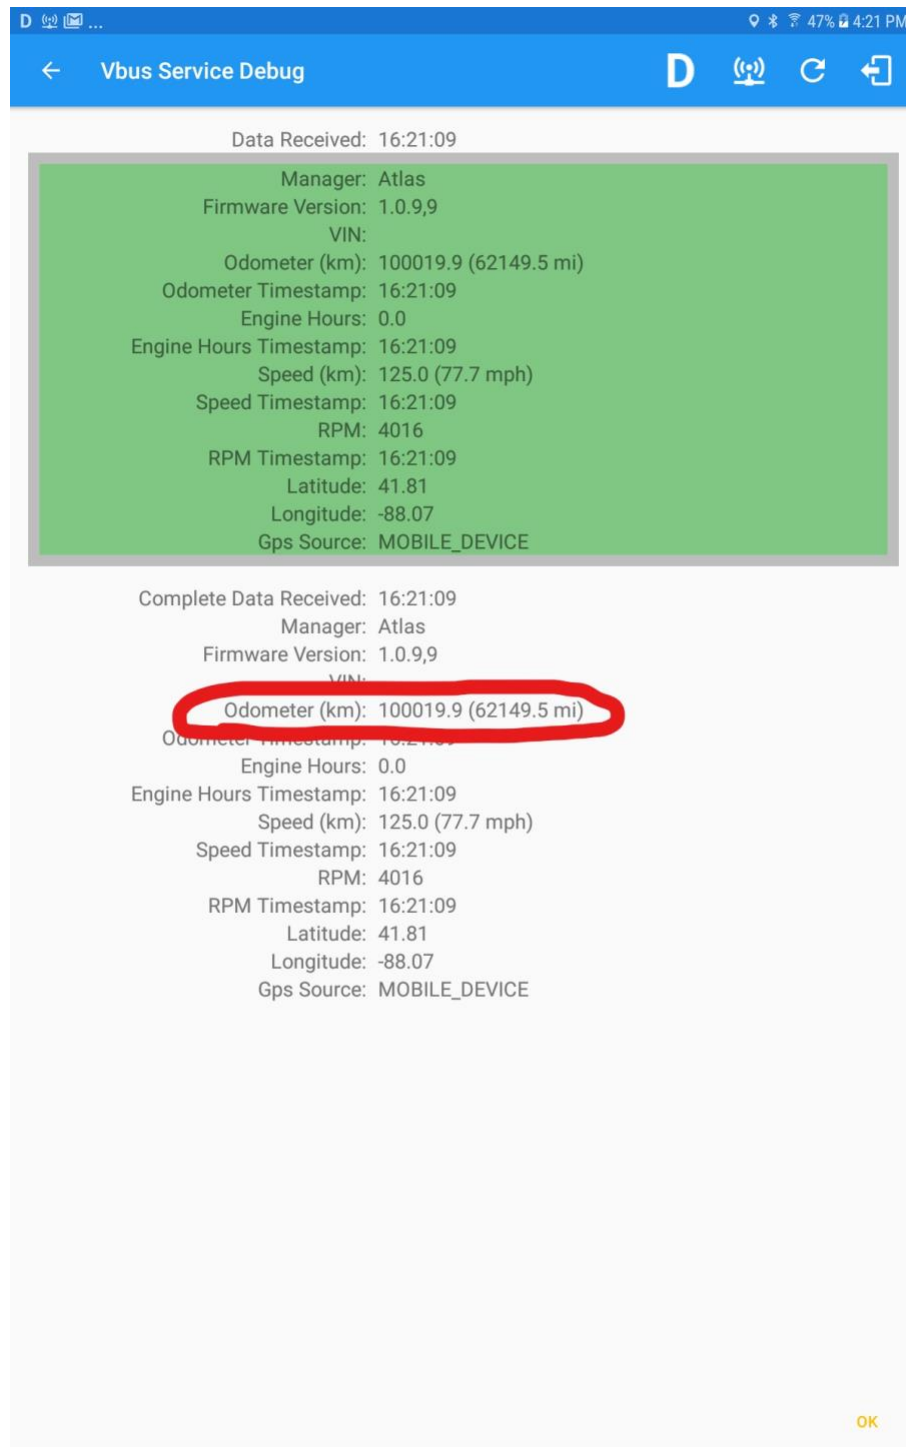 D ...
47% 4:21 PM
Vbus Service Debug D
Data Received: 16:21:09
Manager: Atlas
Firmware Version: 1.0.9,9
VIN:
Odometer (km): 100019.9 (62149.5 mi)
Odometer Timestamp: 16:21:09
Engine Hours: 0.0
Engine Hours Timestamp: 16:21:09
Speed (km): 125.0 (77.7 mph)
Speed Timestamp: 16:21:09
RPM: 4016
RPM Timestamp: 16:21:09
Latitude: 41.81
Longitude: -88.07
Gps Source: MOBILE_DEVICE
Complete Data Received: 16:21:09
Manager: Atlas
Firmware Version: 1.0.9,9
VIN:
Odometer (km): 100019.9 (62149.5 mi)
Odometer Timestamp: 16:21:09
Engine Hours: 0.0
Engine Hours Timestamp: 16:21:09
Speed (km): 125.0 (77.7 mph)
Speed Timestamp: 16:21:09
RPM: 4016
RPM Timestamp: 16:21:09
Latitude: 41.81
Longitude: -88.07
Gps Source: MOBILE_DEVICE
OK